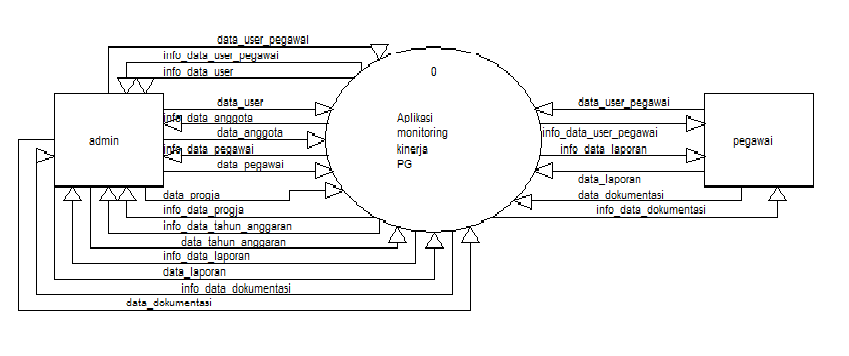 data_user_pegawai
info_data_user_pegawai
info_data_user
0
data_user
info_data_anggota
data_anggota
info_data_pegawai
data_pegawai
admin
Aplikasi
monitoring
kinerja
PG
data_user_pegawai
info_data_user_pegawai
info_data_laporan
data_laporan
data_dokumentasi
info_data_dokumentasi
pegawai
data_progja
info_data_progja
info_data_tahun_anggaran
data_tahun_anggaran
info_data_laporan
data_laporan
info_data_dokumentasi
data_dokumentasi